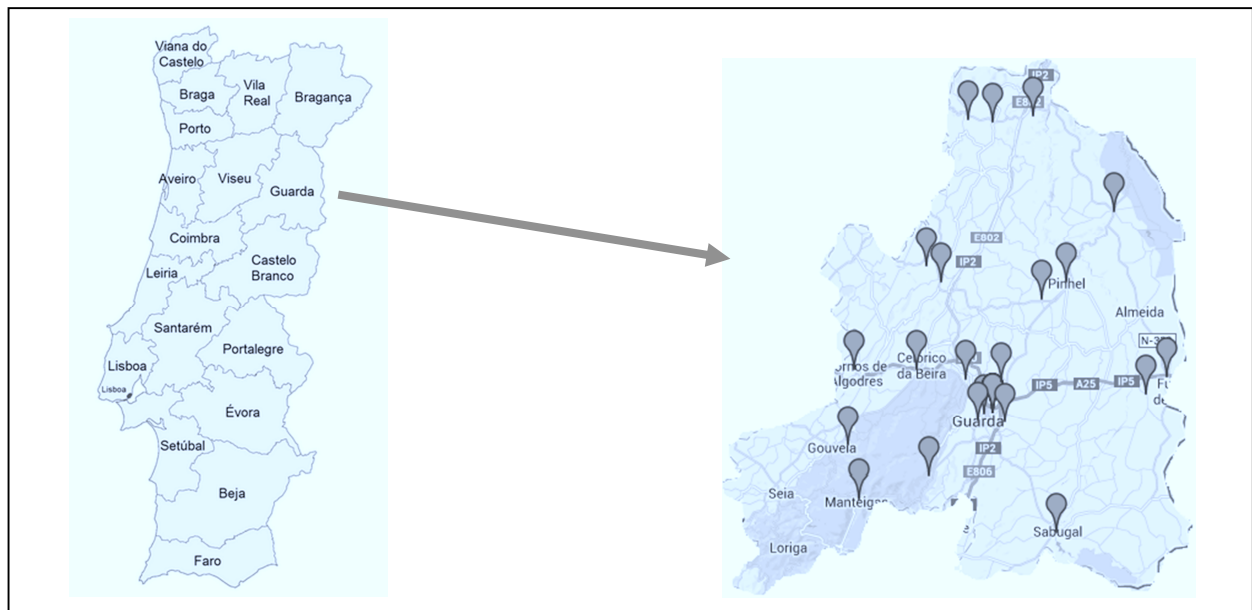 Viana do
Castelo
Braga
Vila
Real
Bragança
Porto
Aveiro
Viseu
Guarda
Coimbra
Castelo
Branco
Leiria
Santarém
Portalegre
Lisboa
Lisboa
Évora
Setúbal
Beja
Faro
IP2
E802
IP2
Pinhel
Almeida
da Beira
Algodres
IP5
A25
IP5
Guarda
Gouveia
IP2
E806
Seia
Manteigas
Loriga
Sabugal